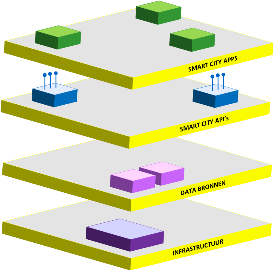 SMART CITY APPS
SMART CITY API's
DATA BRONNEN
INFRASTRUCTUUR